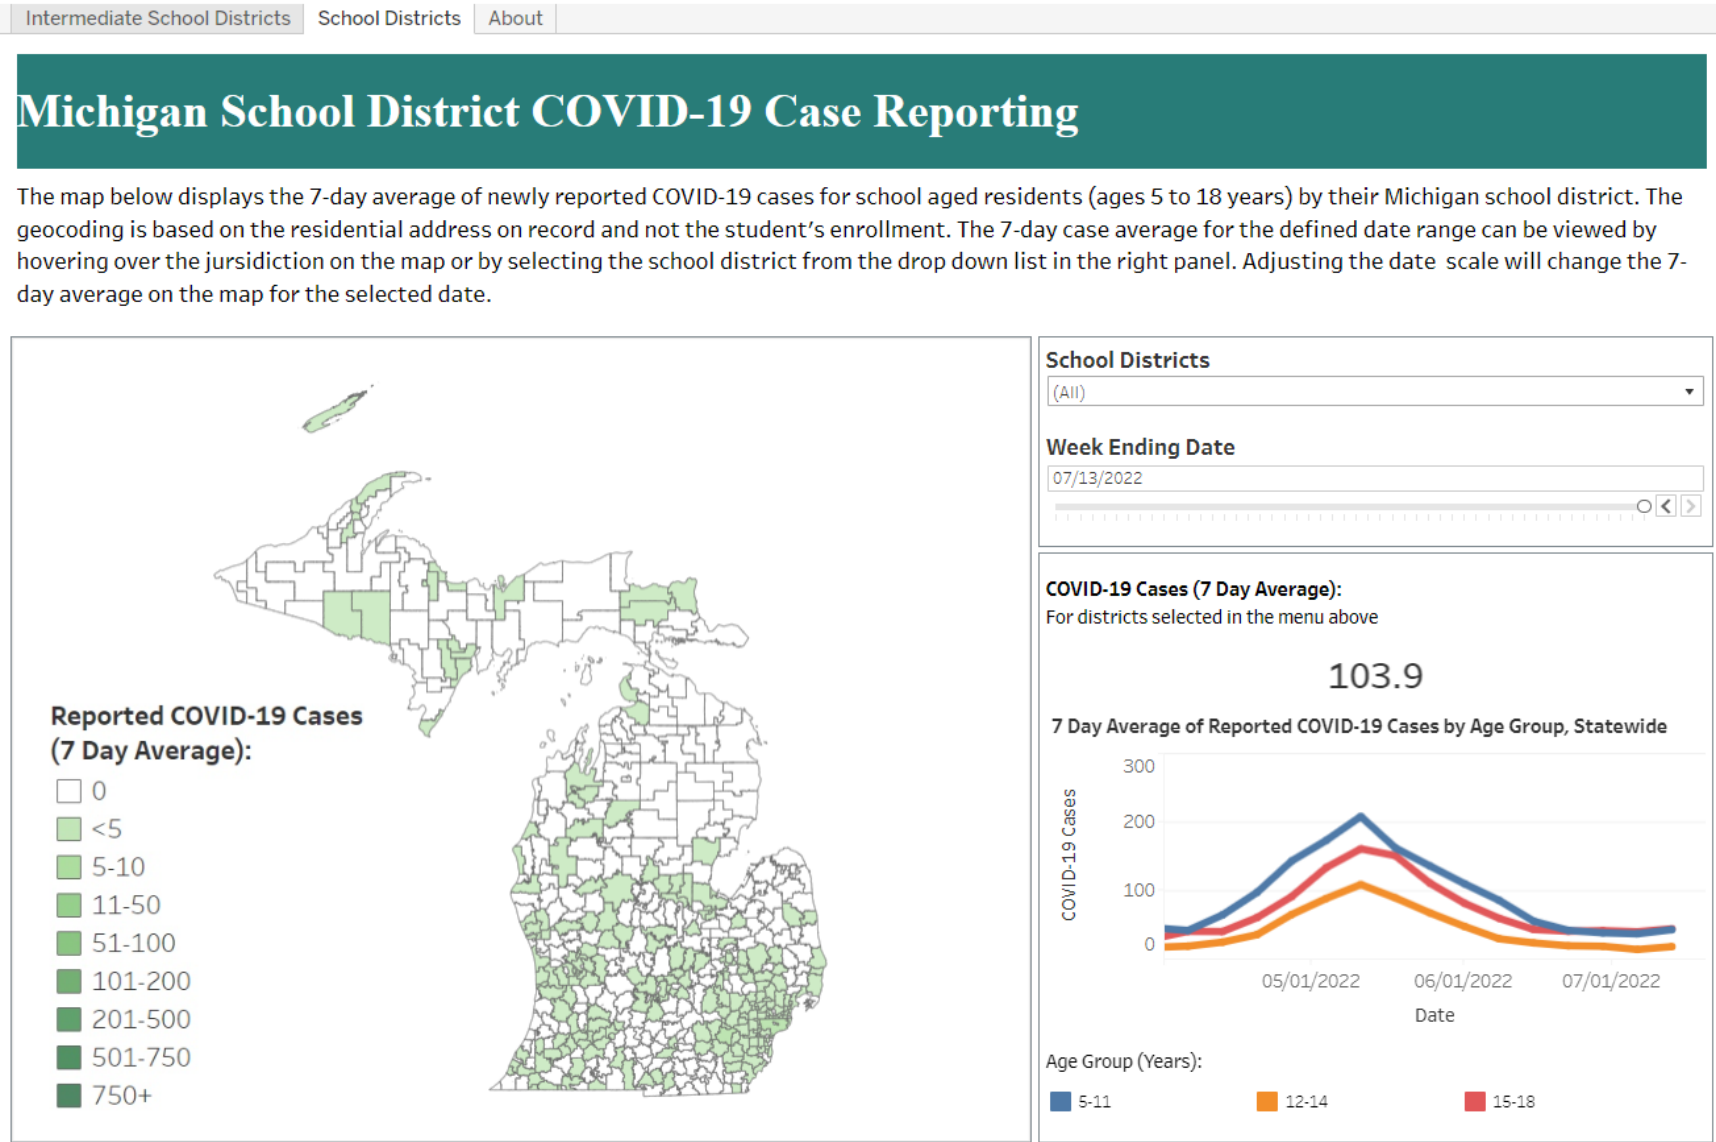 Intermediate School Districts
School Districts
About
Michigan School District COVID-19 Case Reporting
The map below displays the 7-day average of newly reported COVID-19 cases for school aged residents (ages 5 to 18 years) by their Michigan school district. The
geocoding is based on the residential address on record and not the student's enrollment. The 7-day case average for the defined date range can be viewed by
hovering over the jursidiction on the map or by selecting the school district from the drop down list in the right panel. Adjusting the date scale will change the 7-
day average on the map for the selected date.
Reported COVID-19 Cases
(7 Day Average):
0
<5
5-10
11-50
51-100
101-200
201-500
501-750
750+
School Districts
(All)
Week Ending Date
07/13/2022
COVID-19 Cases (7 Day Average):
For districts selected in the menu above
103.9
7 Day Average of Reported COVID-19 Cases by Age Group, Statewide
COVID-19 Cases
300
200
100
0
05/01/2022
06/01/2022
07/01/2022
Date
Age Group (Years):
5-11
12-14
15-18